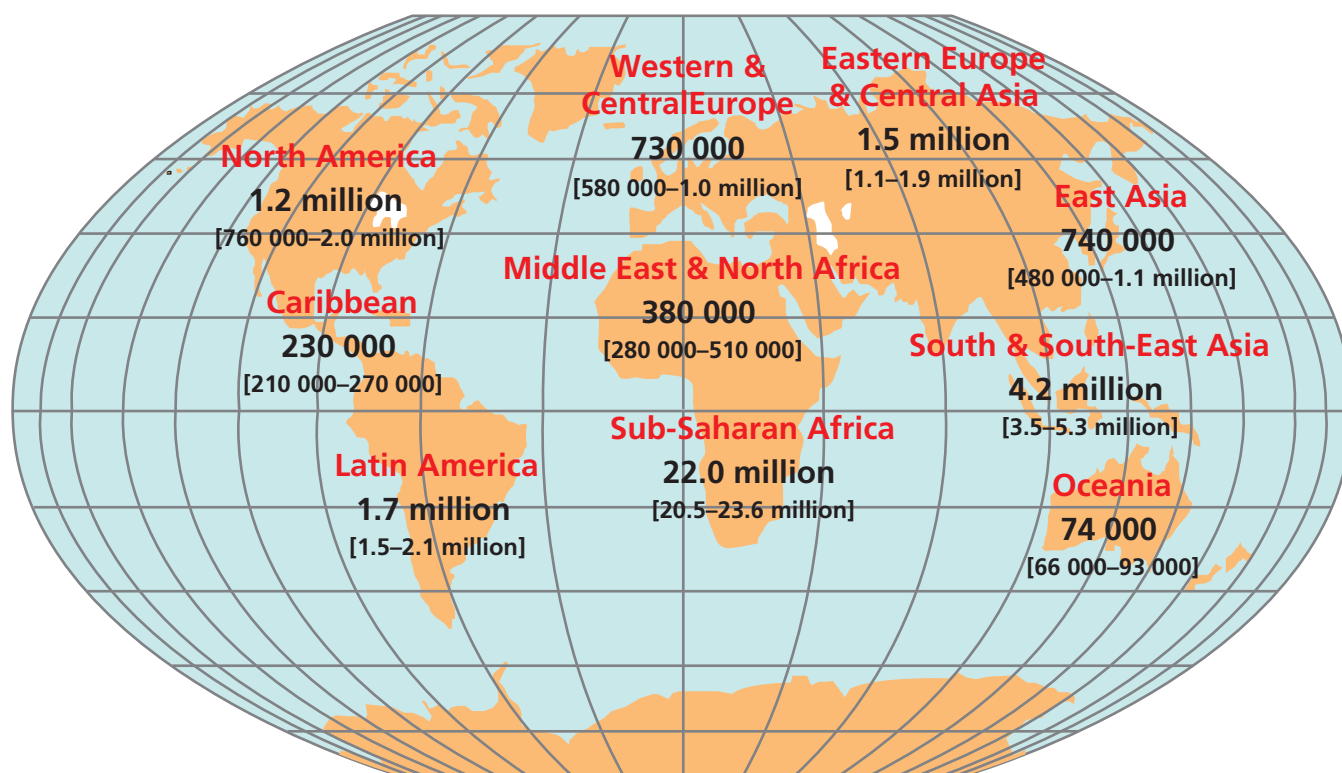 Western &
CentralEurope
730 000
[580 000–1.0 million]
Eastern Europe
& Central Asia
1.5 million
[1.1–1.9 million]
North America
1.2 million
[760 000–2.0 million]
East Asia
740 000
[480 000–1.1 million]
Middle East & North Africa
380 000
[280 000–510 000]
Caribbean
230 000
[210 000–270 000]
South & South-East Asia
4.2 million
[3.5–5.3 million]
Sub-Saharan Africa
22.0 million
[20.5–23.6 million]
Latin America
1.7 million
[1.5–2.1 million]
Oceania
74 000
[66 000–93 000]